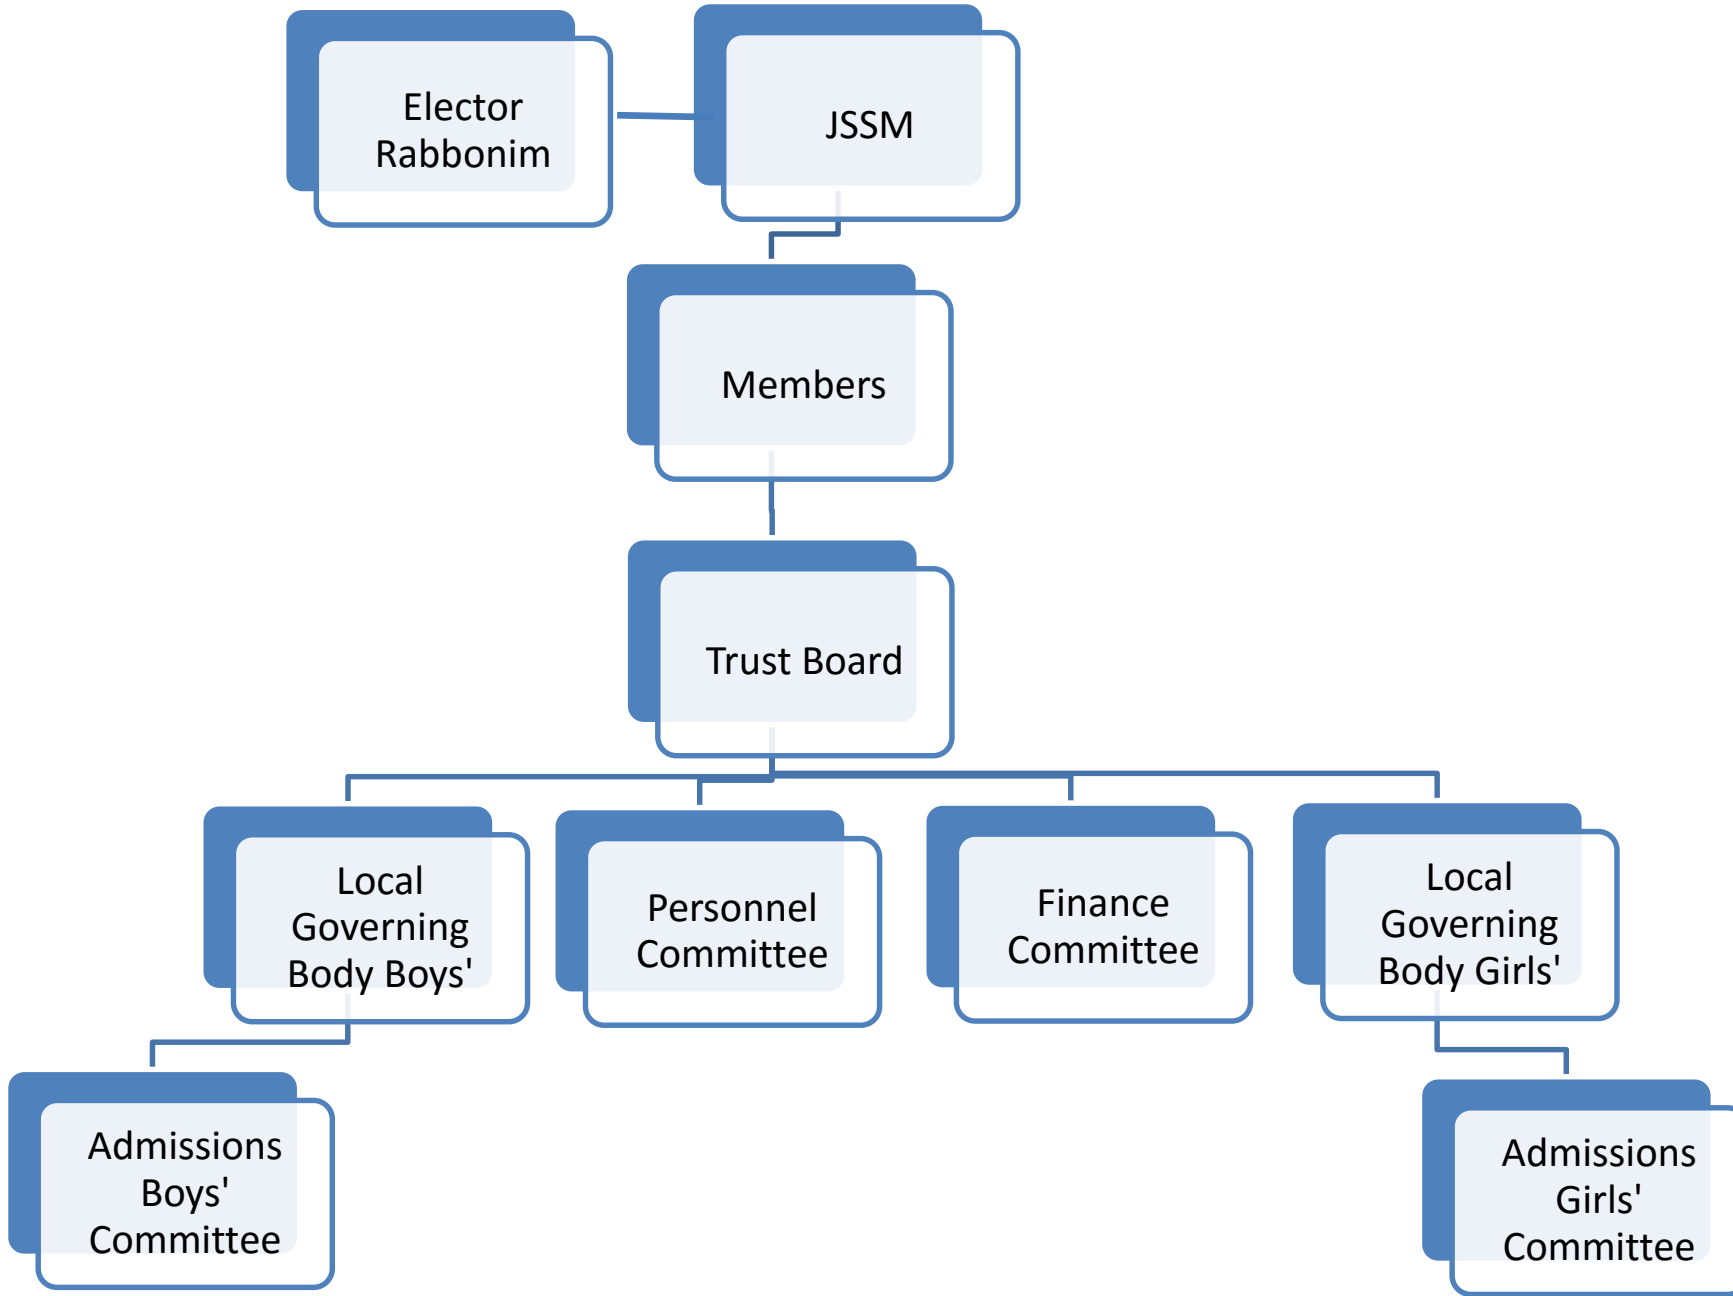 Elector
Rabbonim
JSSM
Members
Trust Board
Local
Governing
Body Boys'
Personnel
Committee
Finance
Committee
Local
Governing
Body Girls'
Admissions
Boys'
Committee
Admissions
Girls'
Committee